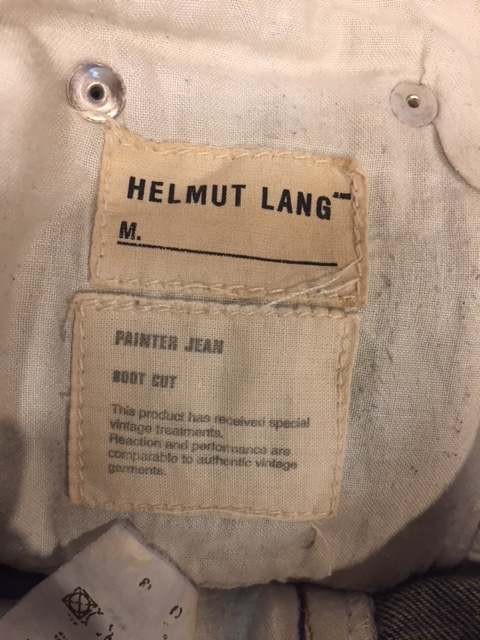 HELMUT LANG JEANS
M.
PAINTER JEAN
BOOT CUT
This product has received special
vintage treatments.
Reaction and performance are
comparable to authentic vintage
garments.